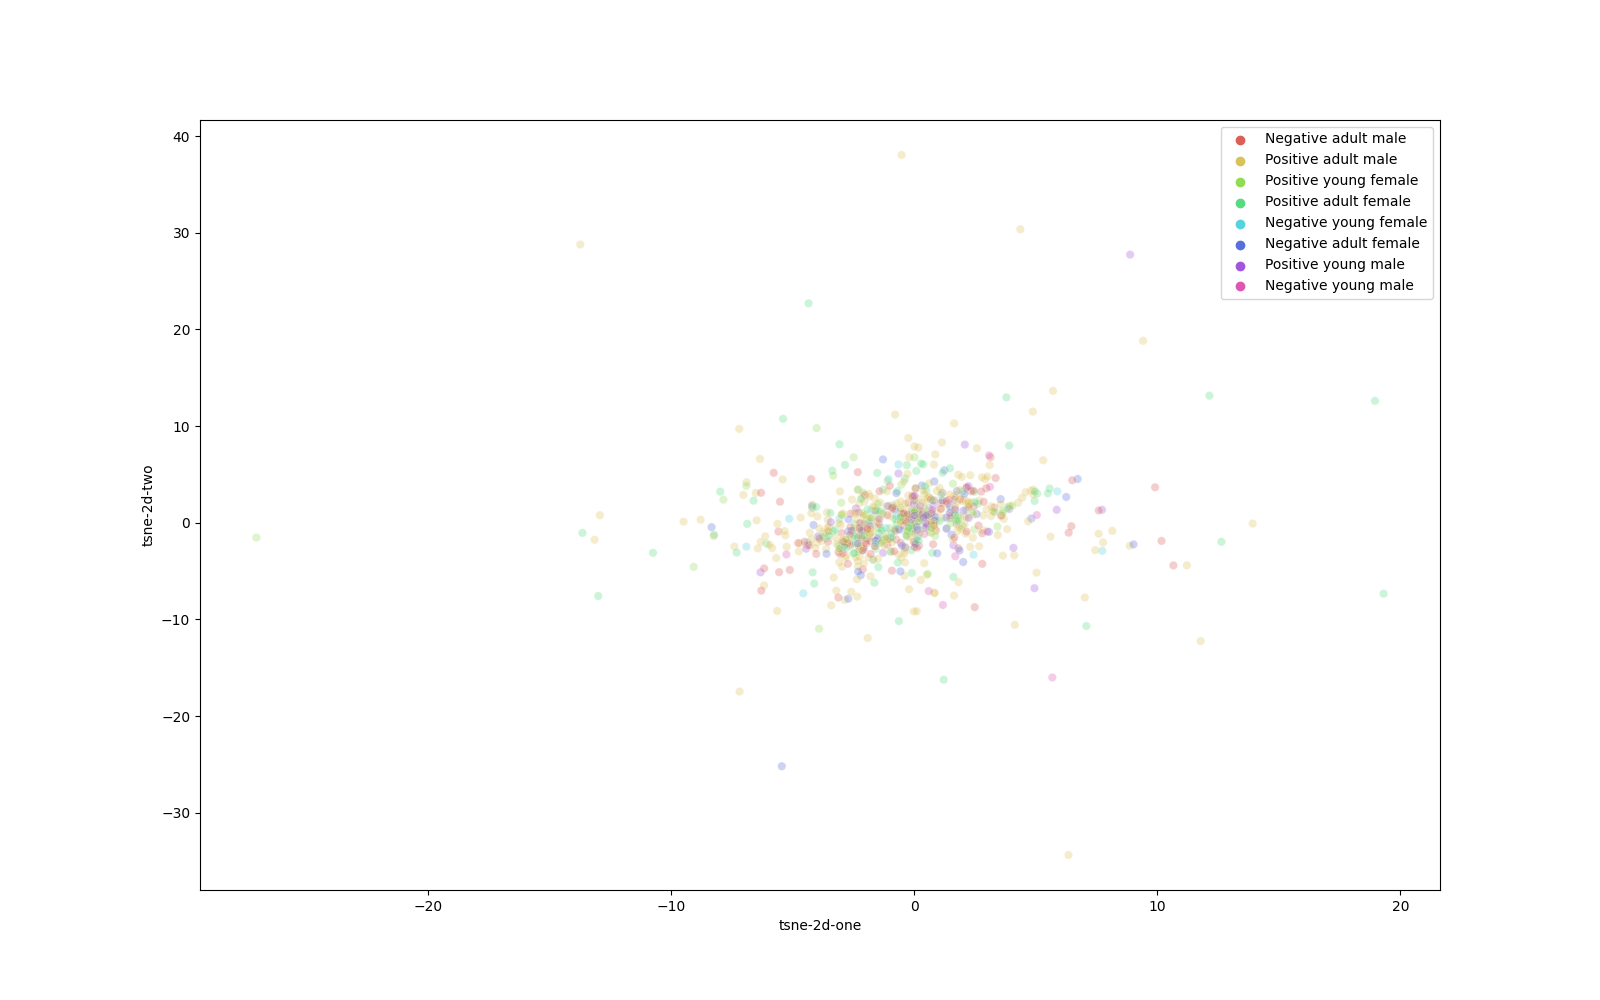 40
30
20
10
0
−10
−20
−30
−20
−10
0
10
20
tsne-2d-one
tsne-2d-two
Negative adult male
Positive adult male
Positive young female
Positive adult female
Negative young female
Negative adult female
Positive young male
Negative young male